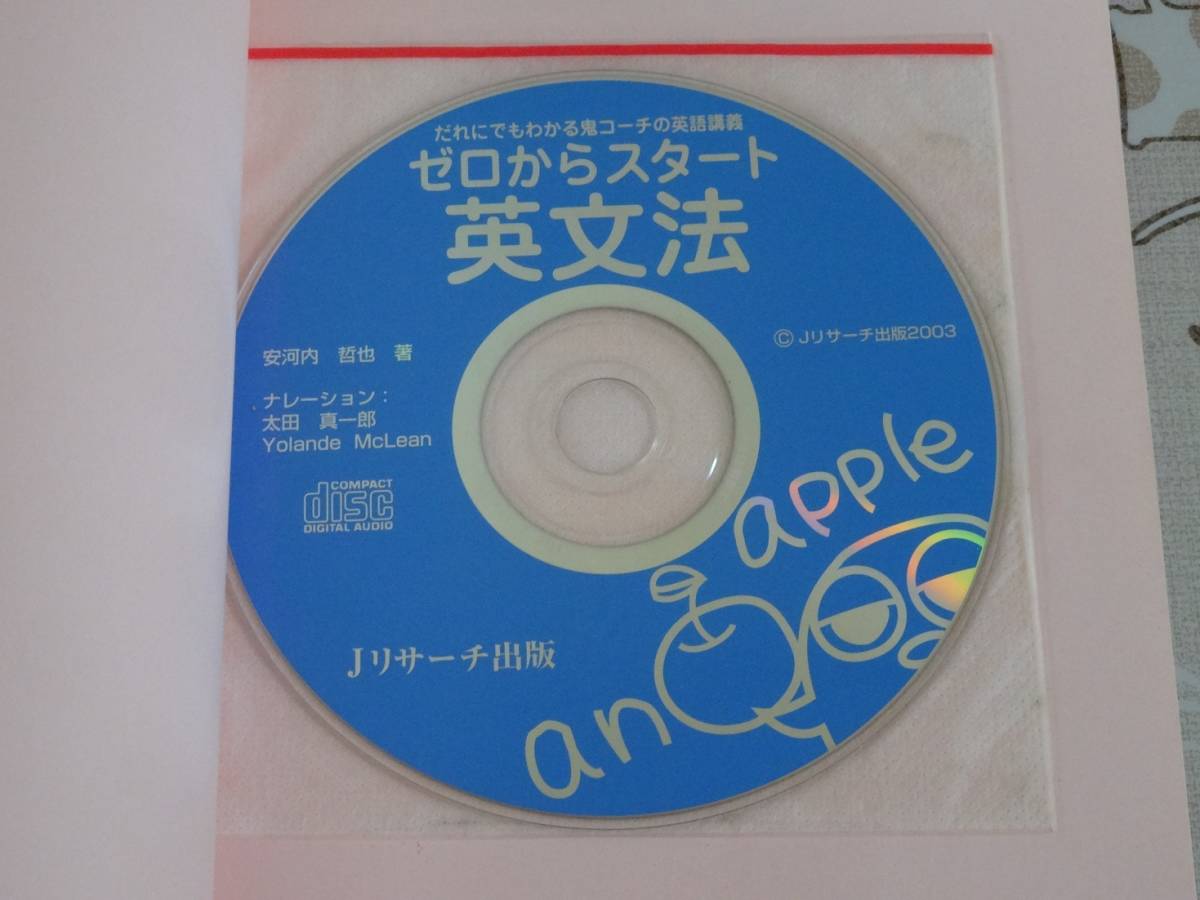 だれにでもわかる鬼コーチの英語講義
ゼロからスタート
英文法
安河内 哲也 著
ナレーション：
太田 真一郎
Yolande McLean
COMPACT
disc
DIGITAL AUDIO
© Jリサーチ出版2003
Jリサーチ出版
an apple